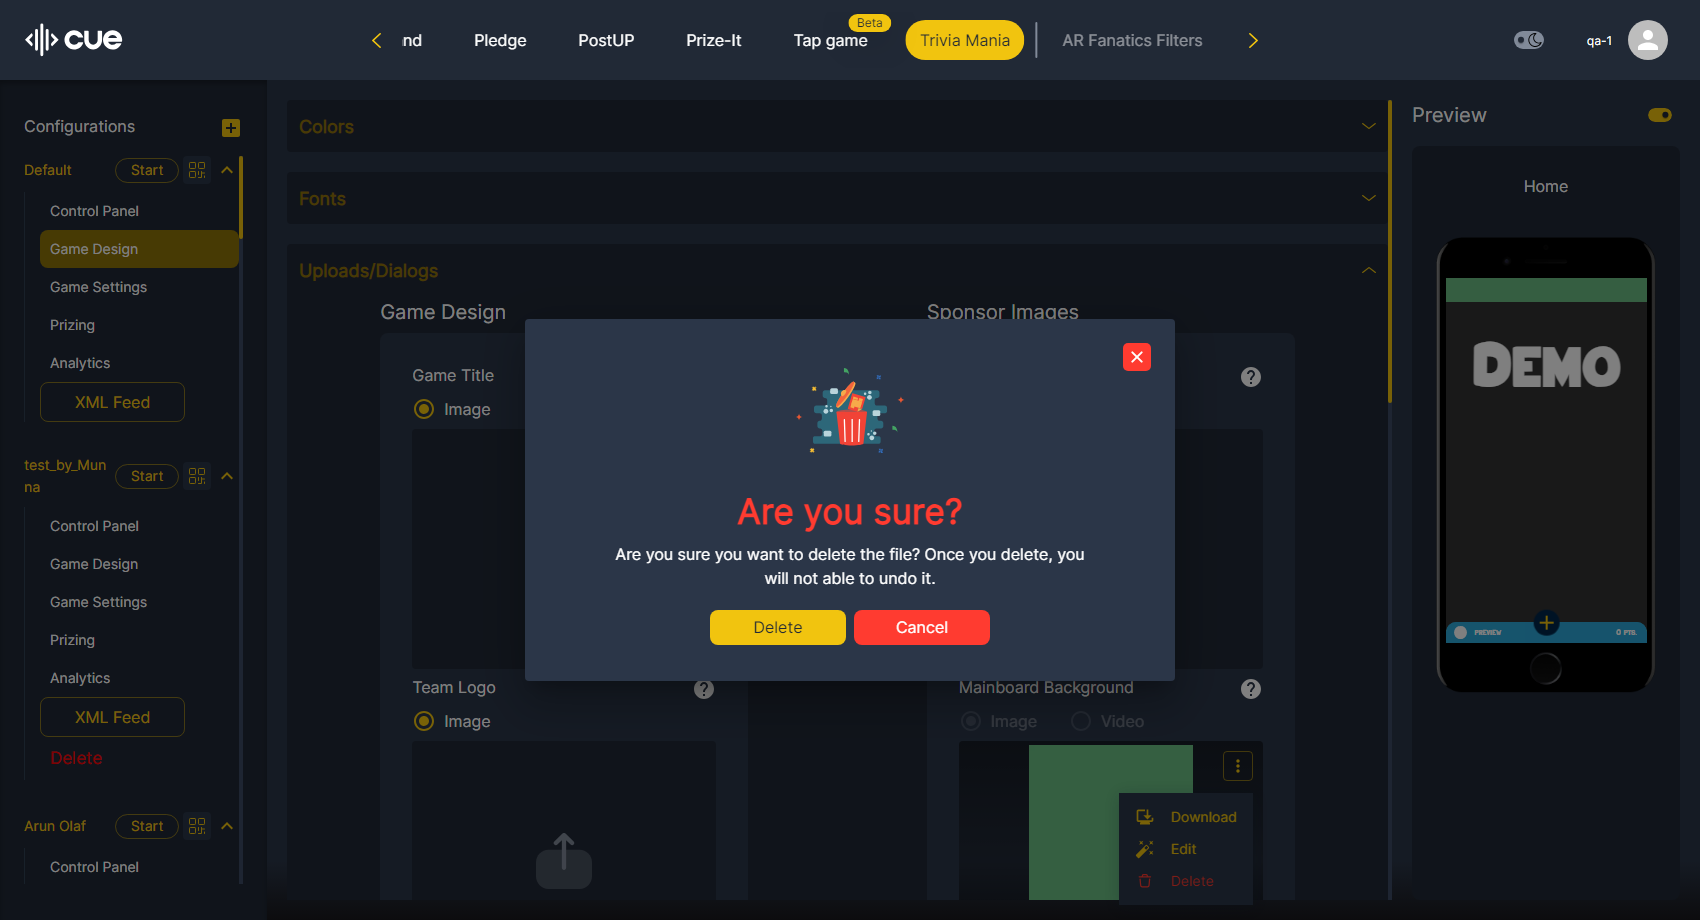 cue
nd
Pledge
PostUP
Prize-It
Tap game
Beta
Trivia Mania
AR Fanatics Filters
qa-1
Configurations
Default
Start
Control Panel
Game Design
Game Settings
Prizing
Analytics
XML Feed
test_by_Mun
na
Start
Control Panel
Game Design
Game Settings
Prizing
Analytics
XML Feed
Delete
Arun Olaf
Start
Control Panel
Colors
Fonts
Uploads/Dialogs
Game Design
Sponsor Images
Game Title
Image
Are you sure?
Are you sure you want to delete the file? Once you delete, you
will not able to undo it.
Delete
Cancel
Team Logo
Image
Mainboard Background
Image
Video
Download
Edit
Delete
Preview
Home
DEMO
PREVIEW
0 PTS.